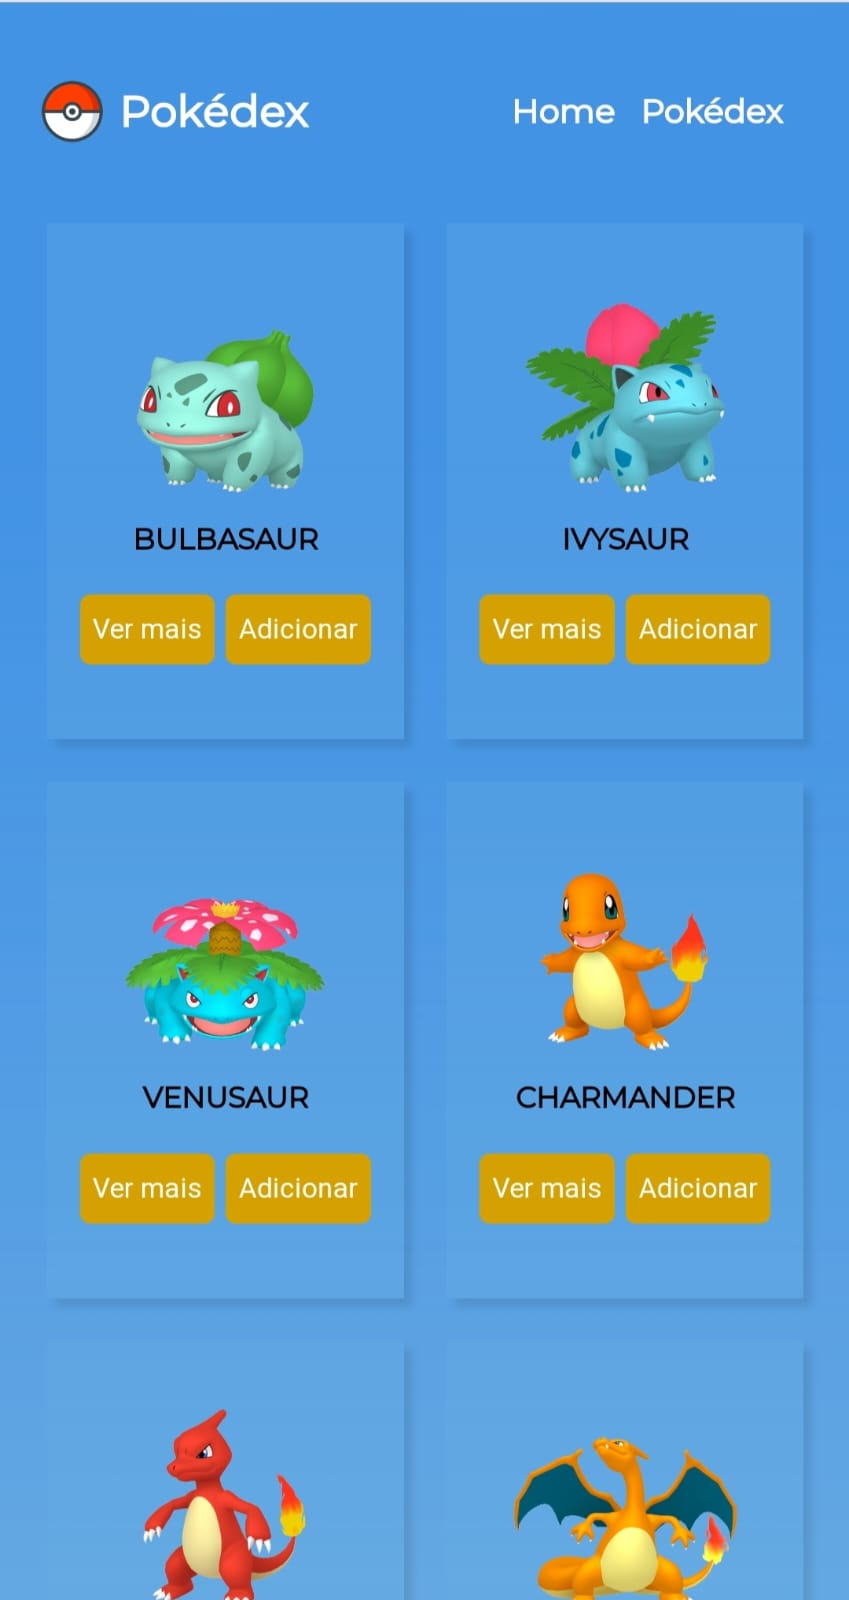 Pokédex
Home Pokédex
BULBASAUR
Ver mais Adicionar
IVYSAUR
Ver mais Adicionar
VENUSAUR
Ver mais Adicionar
CHARMANDER
Ver mais Adicionar